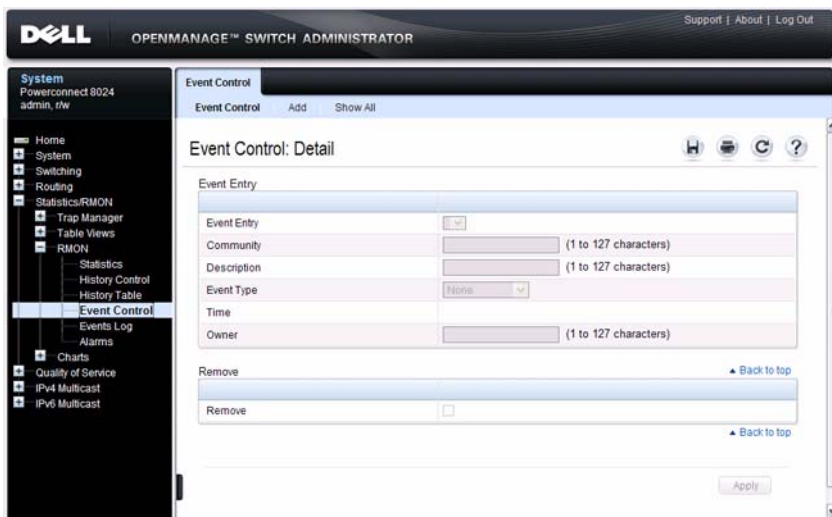 Support | About | Log Out
DELL
OPENMANAGE™ SWITCH ADMINISTRATOR
System
Powerconnect 8024
admin, r/w
Home
System
Switching
Routing
Statistics/RMON
Trap Manager
Table Views
RMON
Statistics
History Control
History Table
Event Control
Events Log
Alarms
Charts
Quality of Service
IPv4 Multicast
IPv6 Multicast
Event Control
Event Control Add Show All
Event Control: Detail
Event Entry
Event Entry
Community (1 to 127 characters)
Description (1 to 127 characters)
Event Type None
Time
Owner (1 to 127 characters)
Remove Back to top
Remove
Back to top
Apply